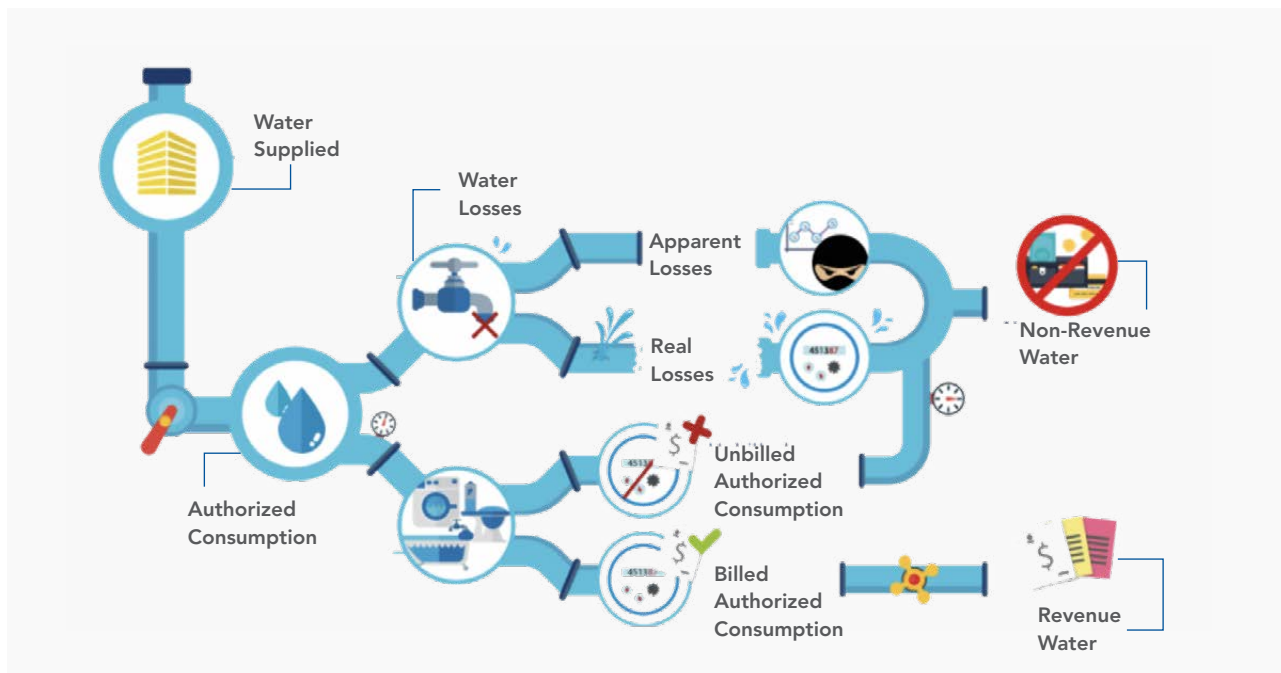 Water
Supplied
Water
Losses
Apparent
Losses
Real
Losses
451367
Non-Revenue
Water
Authorized
Consumption
$
Unbilled
Authorized
Consumption
$
Billed
Authorized
Consumption
$
Revenue
Water